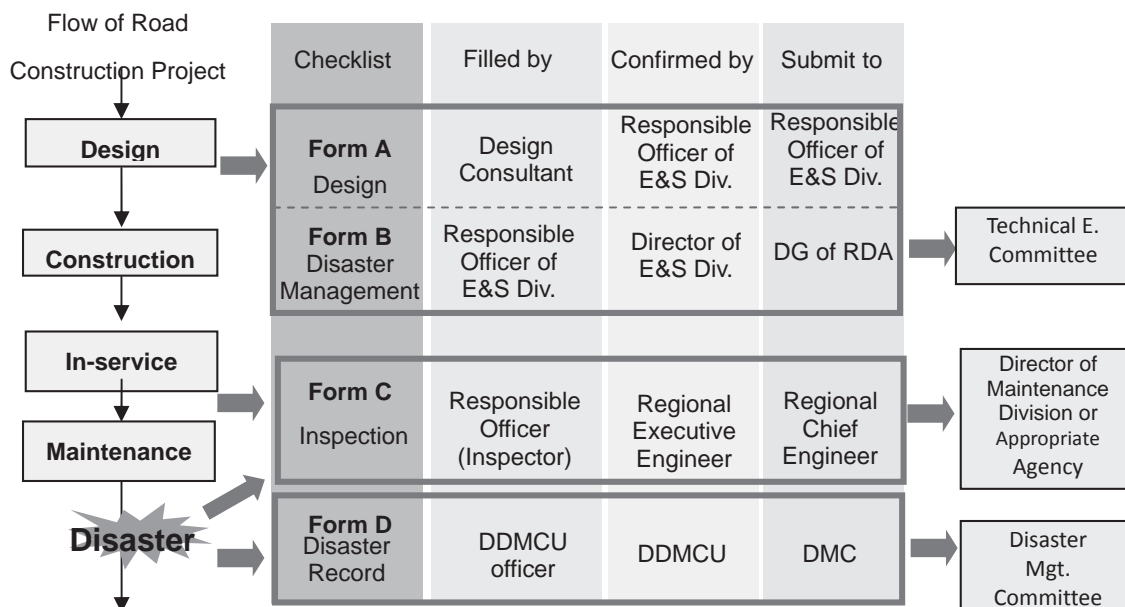 Flow of Road
Construction Project
Checklist
Filled by
Confirmed by
Submit to
Design
Form A
Design
Design
Consultant
Responsible
Officer of
E&S Div.
Responsible
Officer of
E&S Div.
Construction
Form B
Disaster
Management
Responsible
Officer of
E&S Div.
Director of
E&S Div.
DG of RDA
Technical E.
Committee
In-service
Maintenance
Form C
Inspection
Responsible
Officer
(Inspector)
Regional
Executive
Engineer
Regional
Chief
Engineer
Director of
Maintenance
Division or
Appropriate
Agency
Disaster
Form D
Disaster
Record
DDMCU
officer
DDMCU
DMC
Disaster
Mgt.
Committee